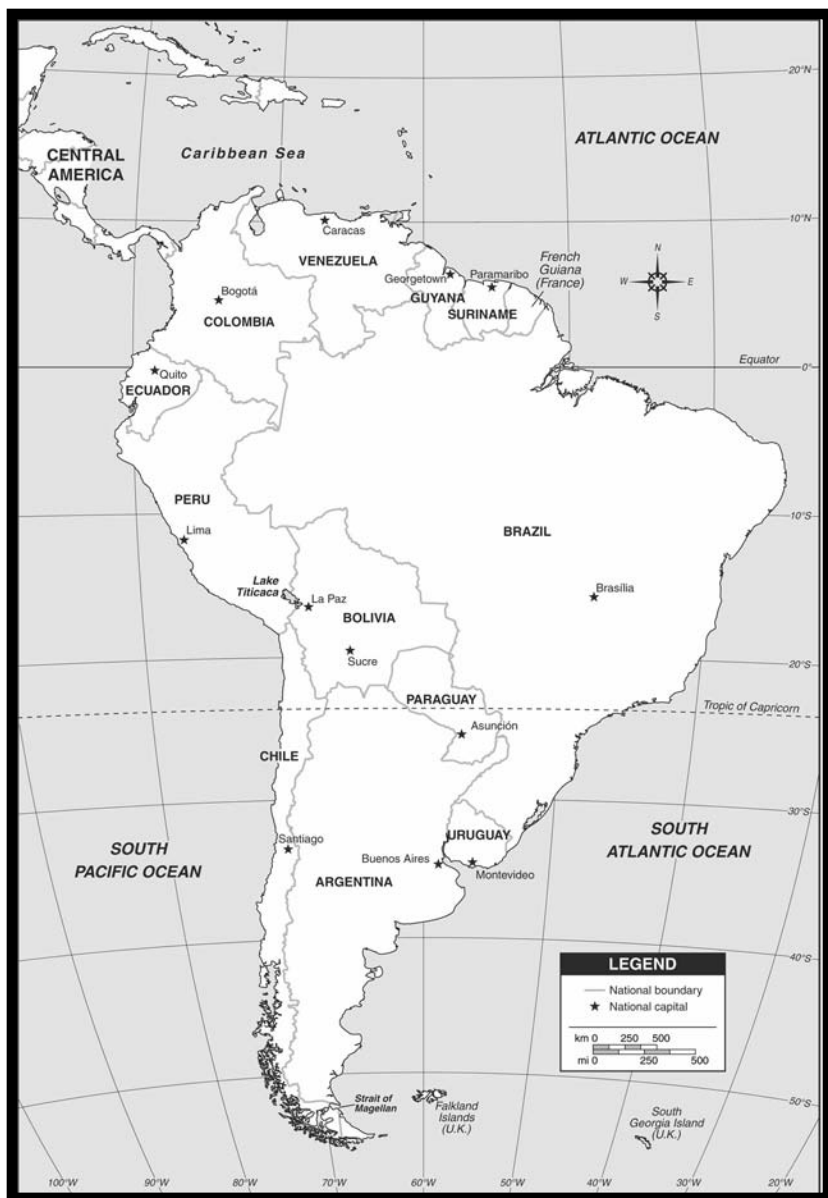 20°N
CENTRAL
AMERICA
Caribbean Sea
ATLANTIC OCEAN
10°N
Caracas
VENEZUELA
Georgetown
Paramaribo
French
Guiana
(France)
N
W
E
S
GUYANA
SURINAME
Bogotá
COLOMBIA
Equator
0°
Quito
ECUADOR
PERU
Lima
10°S
BRAZIL
Brasília
Lake
Titicaca
La Paz
BOLIVIA
Sucre
20°S
PARAGUAY
Tropic of Capricorn
Asunción
CHILE
30°S
SOUTH
PACIFIC OCEAN
Santiago
URUGUAY
Buenos Aires
Montevideo
ARGENTINA
SOUTH
ATLANTIC OCEAN
40°S
LEGEND
National boundary
National capital
km 0 250 500
mi 0 250 500
Strait of
Magellan
Falkland
Islands
(U.K.)
South
Georgia Island
(U.K.)
50°S
100°W 90°W 80°W 70°W 60°W 50°W 40°W 30°W 20°W